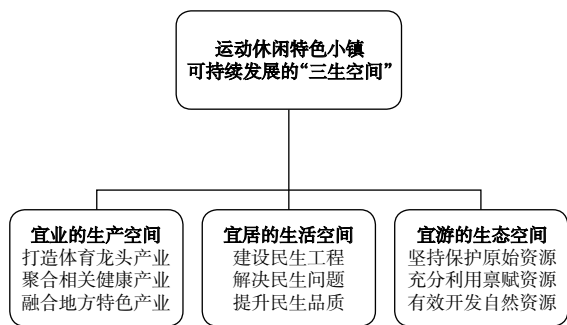 运动休闲特色小镇
可持续发展的“三生空间”
宜业的生产空间
打造体育龙头产业
聚合相关健康产业
融合地方特色产业
宜居的生活空间
建设民生工程
解决民生问题
提升民生品质
宜游的生态空间
坚持保护原始资源
充分利用禀赋资源
有效开发自然资源